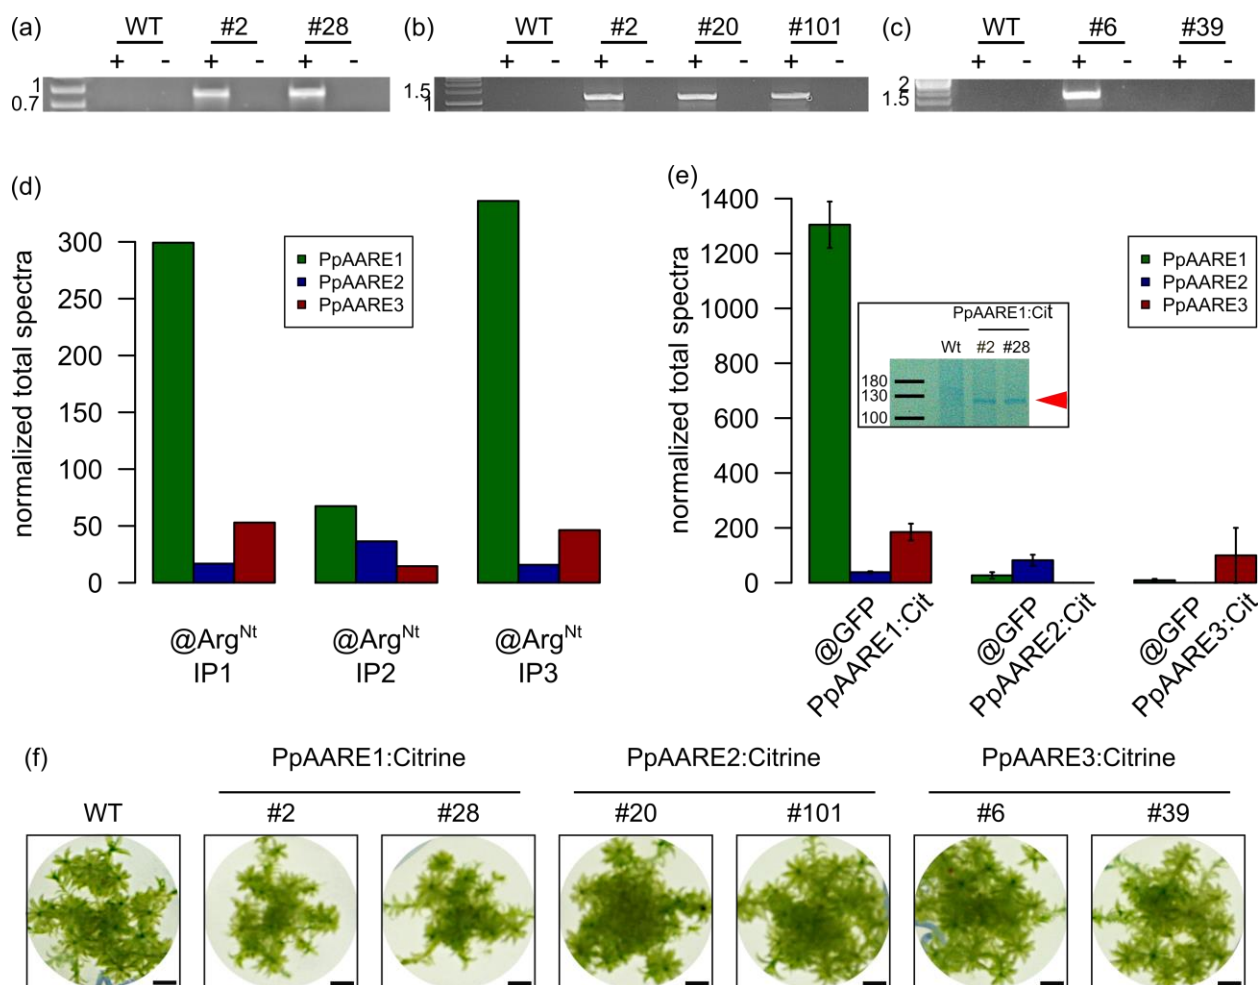 (a) WT #2 #28 (b) WT #2 #20 #101 (c) WT #6 #39
+ - + - + - + - + - + - + - + - + - +  -
1
0.7
1.5
1
2
1.5
(d)
normalized total spectra
300
250
200
150
100
50
0
PpAARE1
PpAARE2
PpAARE3
@Arg^Nt
IP1
@Arg^Nt
IP2
@Arg^Nt
IP3
(e)
normalized total spectra
1400
1200
1000
800
600
400
200
0
PpAARE1
PpAARE2
PpAARE3
PpAARE1:Cit
Wt #2 #28
180
130
100
@GFP
PpAARE1:Cit
@GFP
PpAARE2:Cit
@GFP
PpAARE3:Cit
(f)
PpAARE1:Citrine PpAARE2:Citrine PpAARE3:Citrine
WT #2 #28 #20 #101 #6 #39